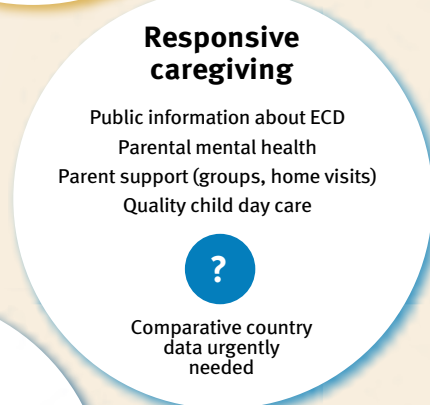 Responsive
caregiving
Public information about ECD
Parental mental health
Parent support (groups, home visits)
Quality child day care
?
Comparative country
data urgently
needed